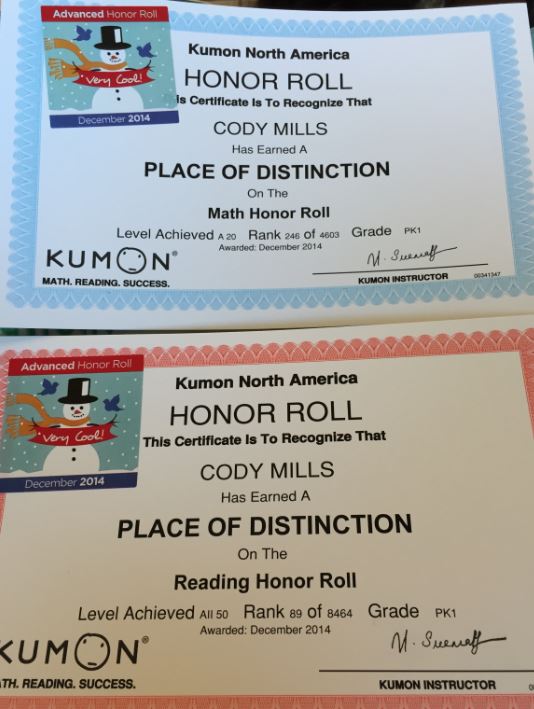 Advanced Honor Roll
Very Cool!
December 2014
Kumon North America
HONOR ROLL
is Certificate Is To Recognize That
CODY MILLS
Has Earned A
PLACE OF DISTINCTION
On The
Math Honor Roll
Level Achieved A 20 Rank 246 of 4603 Grade PK1
Awarded: December 2014
KUMON®
MATH. READING. SUCCESS.
KUMON INSTRUCTOR
00341347
Advanced Honor Roll
Very Cool!
December 2014
Kumon North America
HONOR ROLL
This Certificate Is To Recognize That
CODY MILLS
Has Earned A
PLACE OF DISTINCTION
On The
Reading Honor Roll
Level Achieved AII 50 Rank 89 of 8464 Grade PK1
Awarded: December 2014
KUMON®
TH. READING. SUCCESS.
KUMON INSTRUCTOR